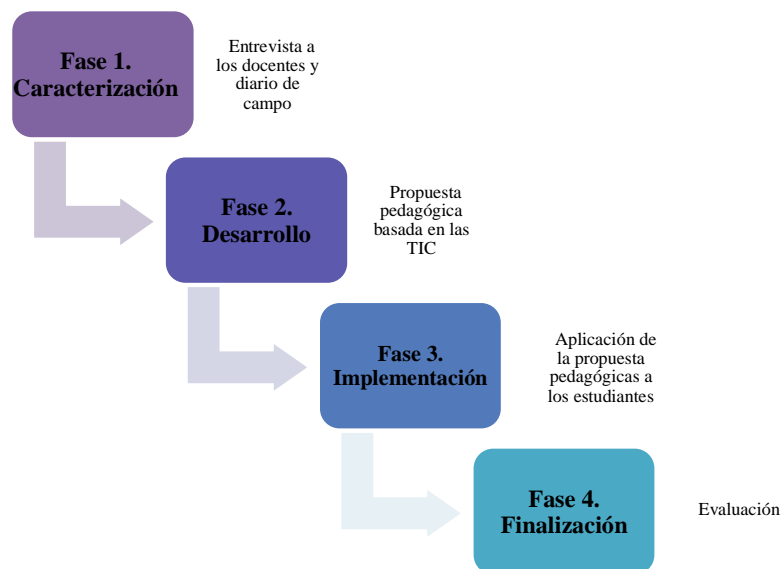 Fase 1.
Caracterización
Entrevista a
los docentes y
diario de
campo
Fase 2.
Desarrollo
Propuesta
pedagógica
basada en las
TIC
Fase 3.
Implementación
Aplicación de
la propuesta
pedagógicas a
los estudiantes
Fase 4.
Finalización
Evaluación